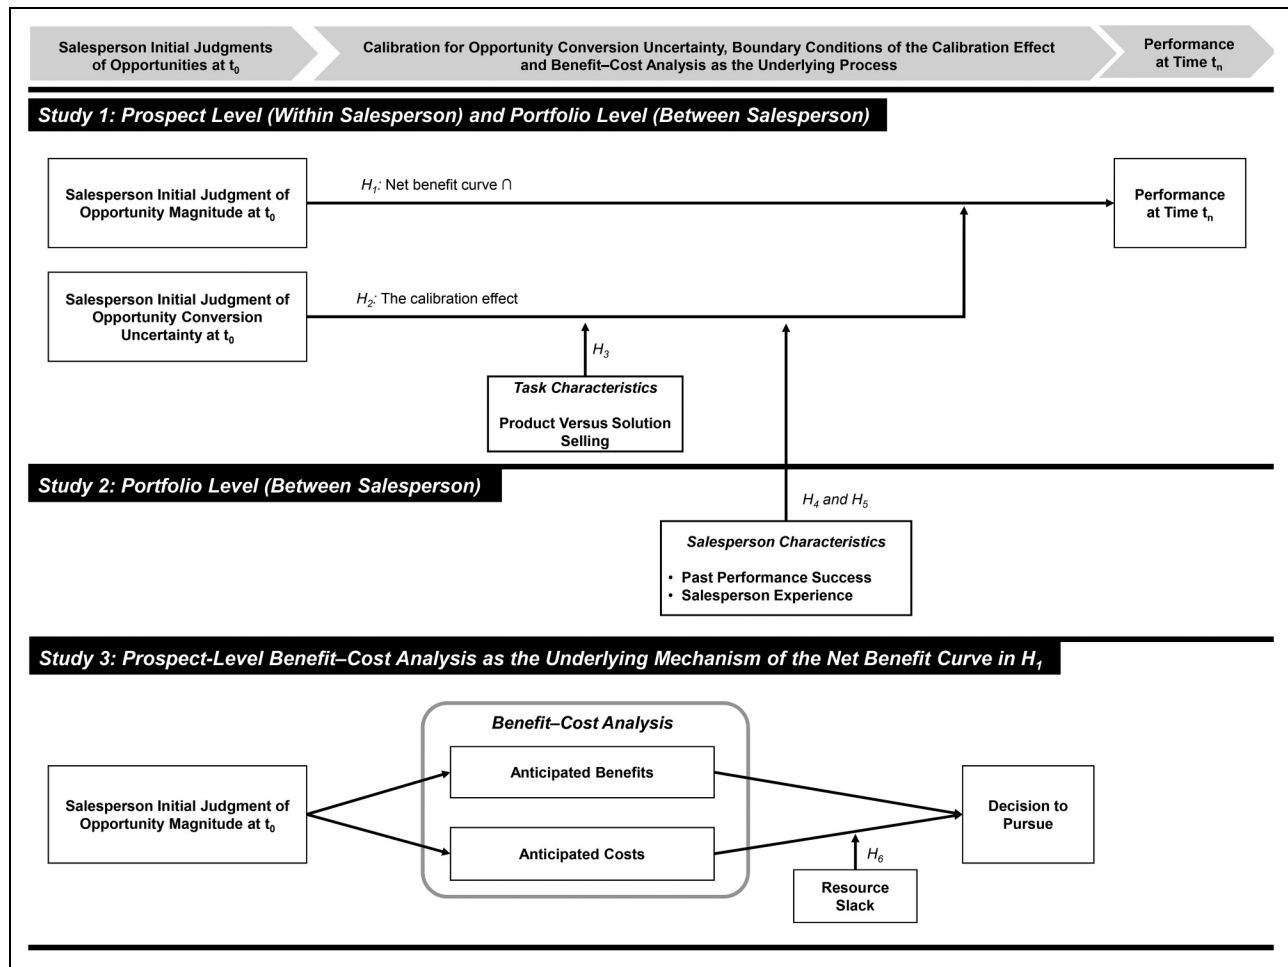 Salesperson Initial Judgments
of Opportunities at t0
Calibration for Opportunity Conversion Uncertainty, Boundary Conditions of the Calibration Effect
and Benefit–Cost Analysis as the Underlying Process
Performance
at Time tn
Study 1: Prospect Level (Within Salesperson) and Portfolio Level (Between Salesperson)
Salesperson Initial Judgment of
Opportunity Magnitude at t0
H1: Net benefit curve ∩
Performance
at Time tn
Salesperson Initial Judgment of
Opportunity Conversion
Uncertainty at t0
H2: The calibration effect
H3
Task Characteristics
Product Versus Solution
Selling
Study 2: Portfolio Level (Between Salesperson)
H4 and H5
Salesperson Characteristics
• Past Performance Success
• Salesperson Experience
Study 3: Prospect-Level Benefit–Cost Analysis as the Underlying Mechanism of the Net Benefit Curve in H1
Benefit–Cost Analysis
Salesperson Initial Judgment of
Opportunity Magnitude at t0
Anticipated Benefits
Anticipated Costs
Decision to
Pursue
H6
Resource
Slack